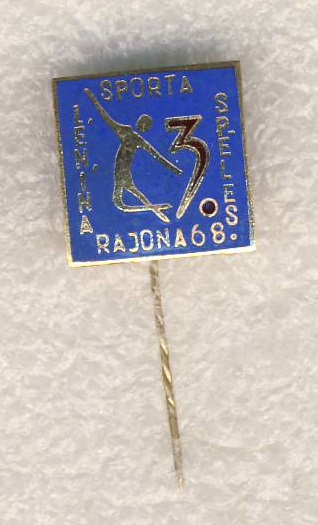 ĻEŅINA
RAJONA 68.
3.
SPORTA
SPĒLES